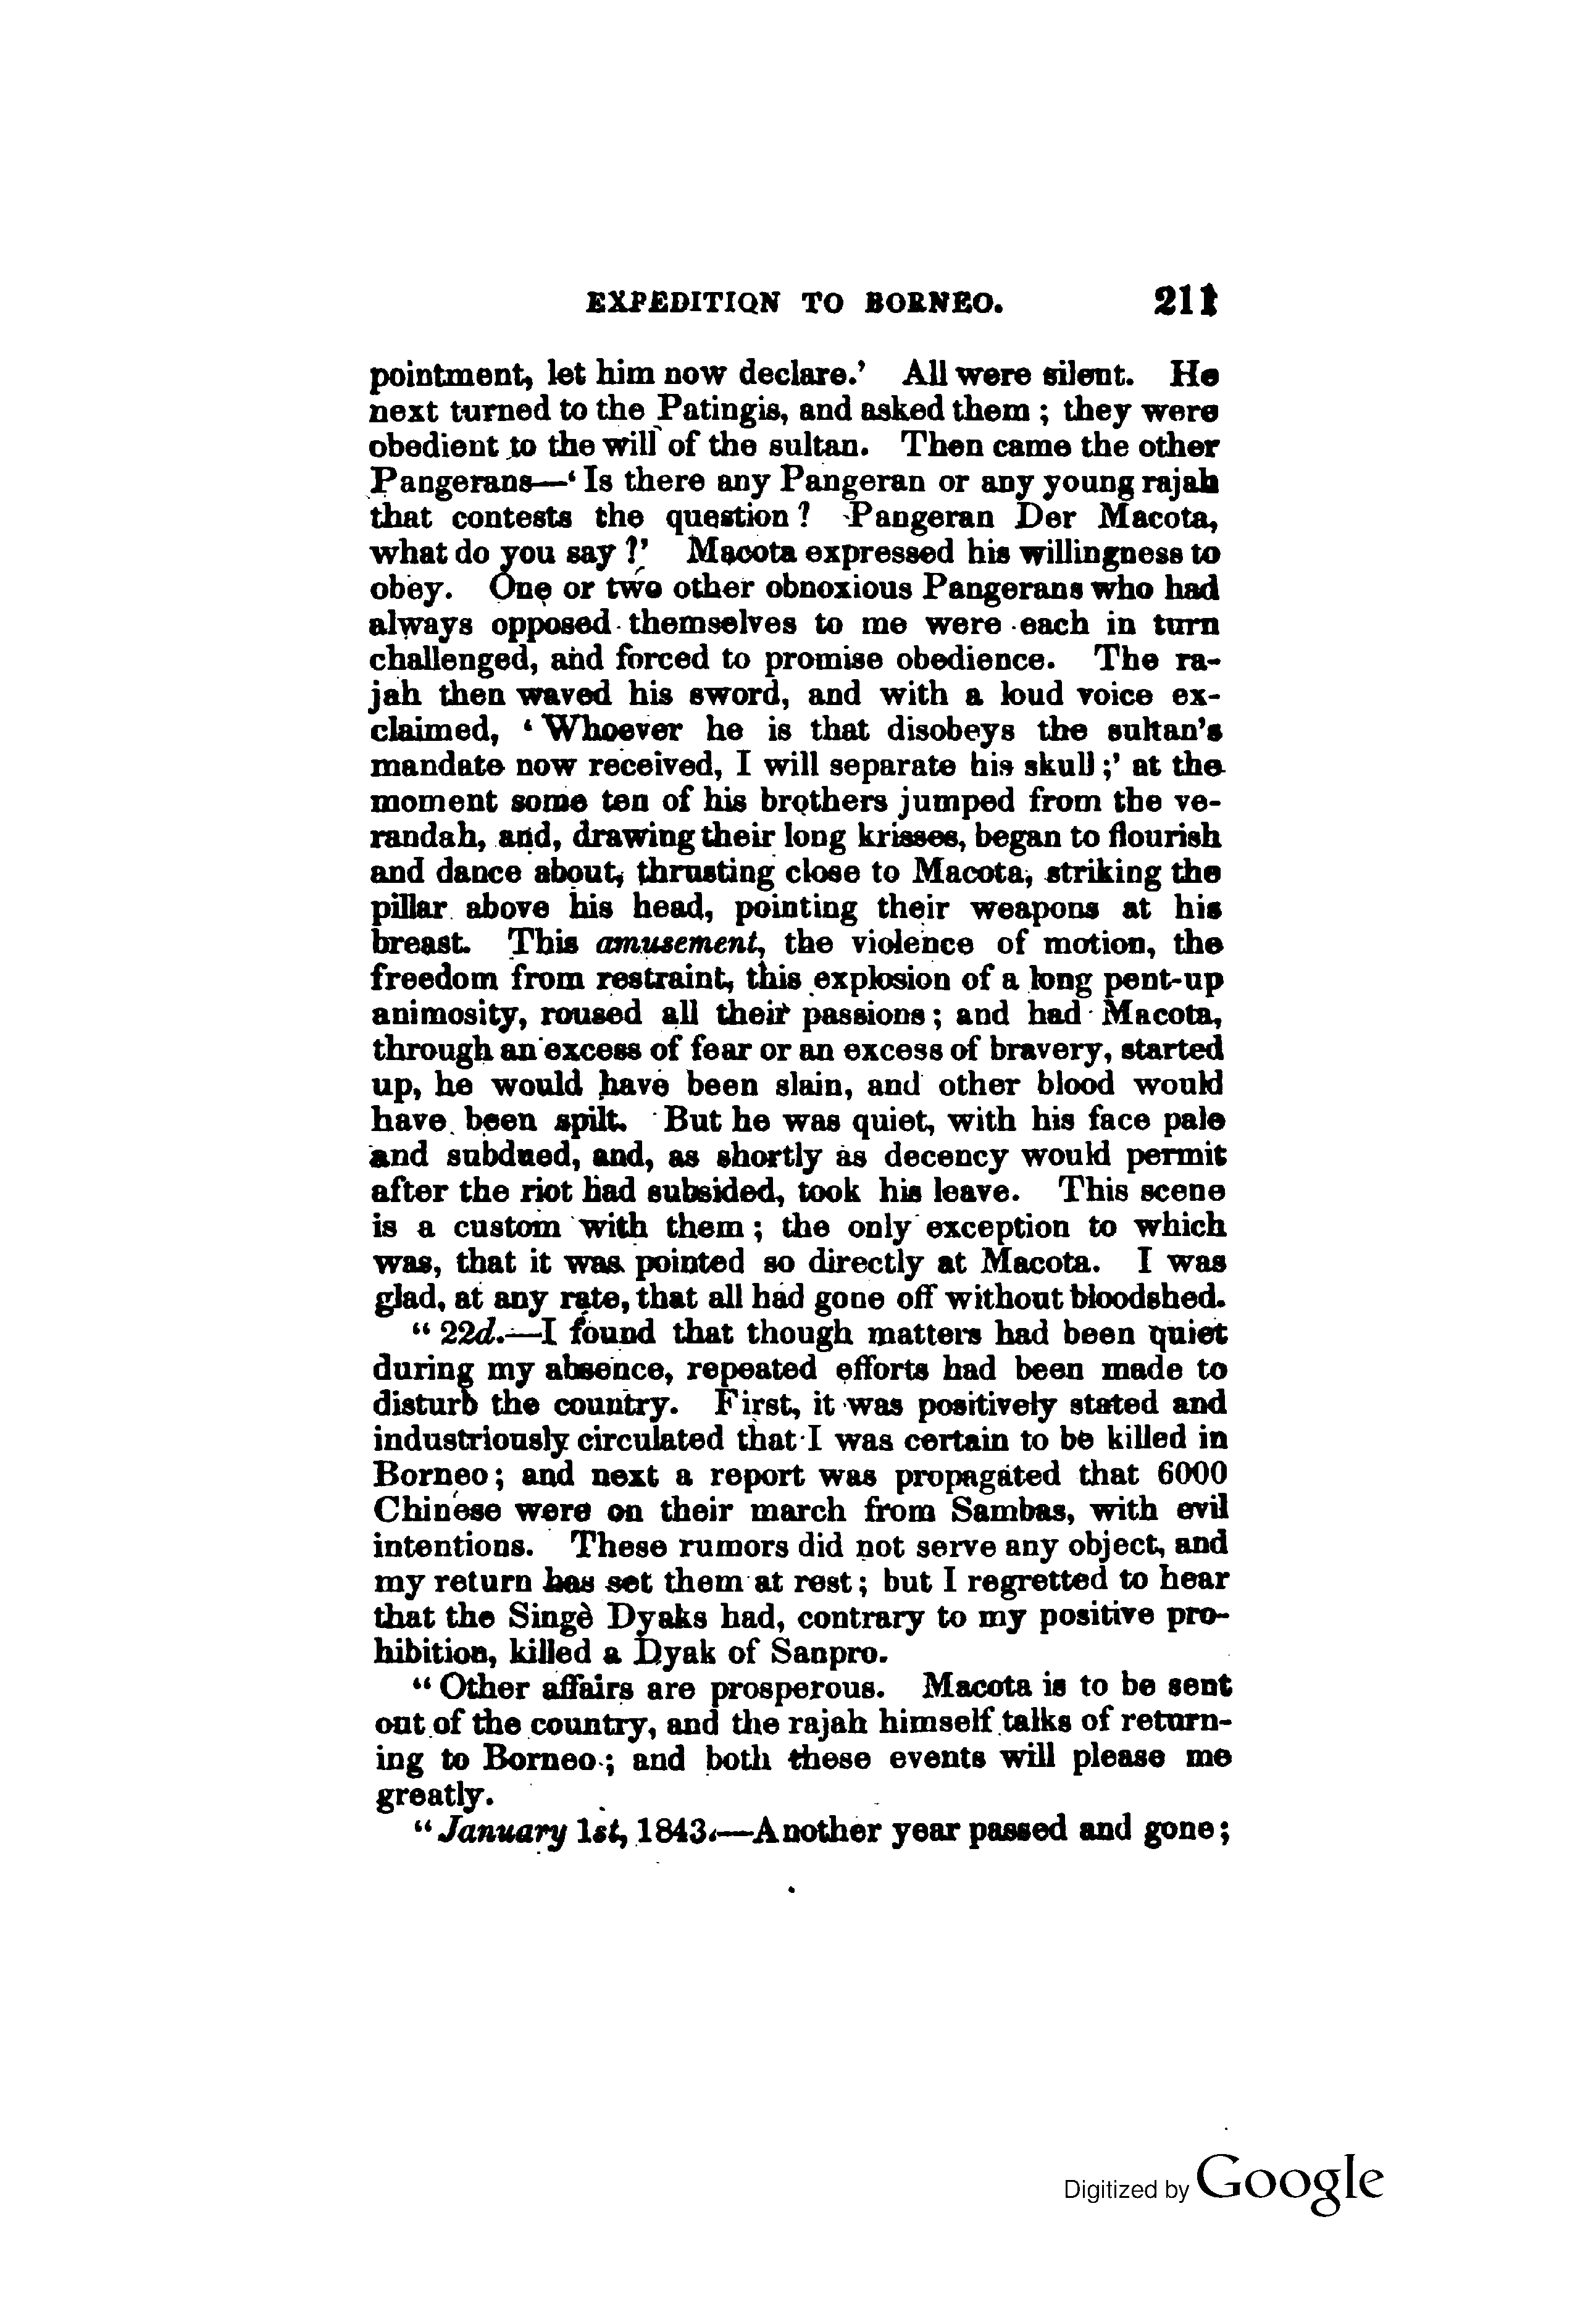 EXPEDITION TO BORNEO. 211
pointment, let him now declare.' All were silent. He
next turned to the Patingis, and asked them ; they were
obedient to the will of the sultan. Then came the other
Pangerans—' Is there any Pangeran or any young rajah
that contests the question ? Pangeran Der Macota,
what do you say ?' Macota expressed his willingness to
obey. One or two other obnoxious Pangerans who had
always opposed themselves to me were each in turn
challenged, and forced to promise obedience. The ra-
jah then waved his sword, and with a loud voice ex-
claimed, ' Whoever he is that disobeys the sultan's
mandate now received, I will separate his skull ;' at the
moment some ten of his brothers jumped from the ve-
randah, and, drawing their long krisses, began to flourish
and dance about, thrusting close to Macota, striking the
pillar above his head, pointing their weapons at his
breast. This amusement, the violence of motion, the
freedom from restraint, this explosion of a long pent-up
animosity, roused all their passions ; and had Macota,
through an excess of fear or an excess of bravery, started
up, he would have been slain, and other blood would
have been spilt. But he was quiet, with his face pale
and subdued, and, as shortly as decency would permit
after the riot had subsided, took his leave. This scene
is a custom with them ; the only exception to which
was, that it was pointed so directly at Macota. I was
glad, at any rate, that all had gone off without bloodshed.
" 22d.—I found that though matters had been quiet
during my absence, repeated efforts had been made to
disturb the country. First, it was positively stated and
industriously circulated that I was certain to be killed in
Borneo ; and next a report was propagated that 6000
Chinese were on their march from Sambas, with evil
intentions. These rumors did not serve any object, and
my return has set them at rest ; but I regretted to hear
that the Singè Dyaks had, contrary to my positive pro-
hibition, killed a Dyak of Sanpro.
" Other affairs are prosperous. Macota is to be sent
out of the country, and the rajah himself talks of return-
ing to Borneo ; and both these events will please me
greatly.
" January 1st, 1843.—Another year passed and gone ;
Digitized by Google